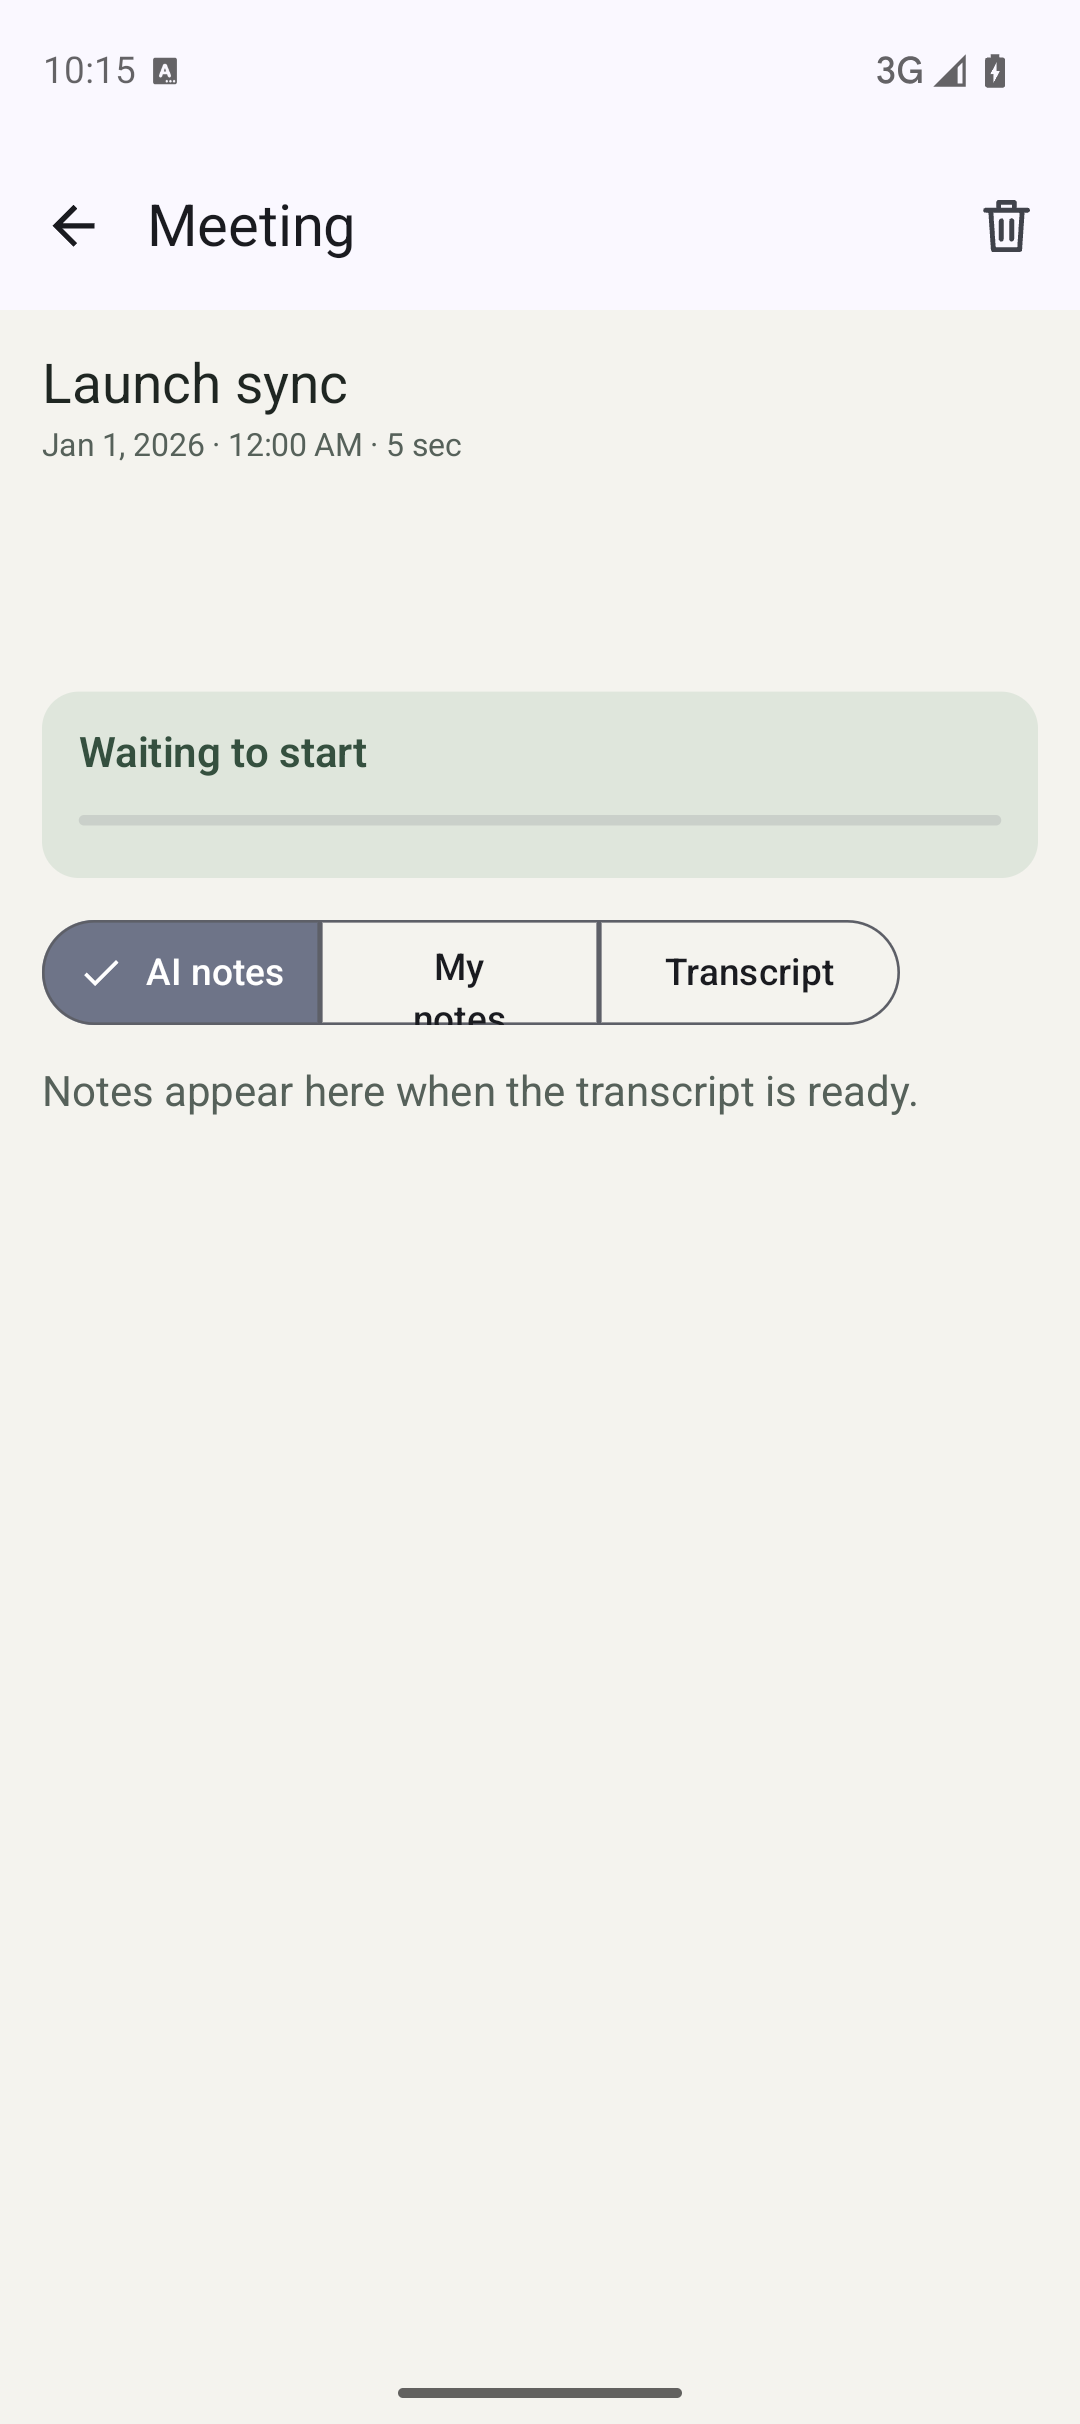 10:15
3G
Meeting
Launch sync
Jan 1, 2026 · 12:00 AM · 5 sec
Waiting to start
AI notes
My
notes
Transcript
Notes appear here when the transcript is ready.